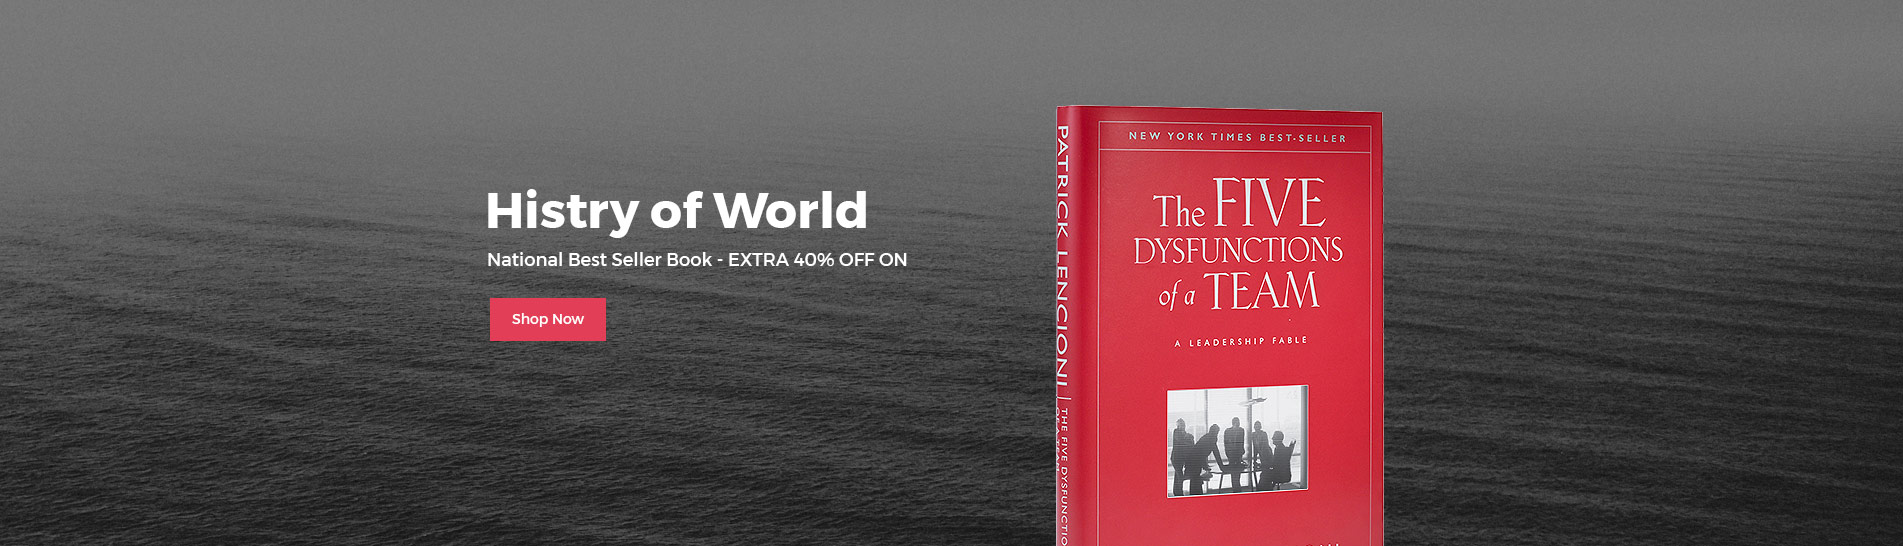 Histry of World
National Best Seller Book - EXTRA 40% OFF ON
Shop Now
NEW YORK TIMES BEST-SELLER
The FIVE
DYSFUNCTIONS
of a TEAM
A LEADERSHIP FABLE
PATRICK LENCIONI
THE FIVE